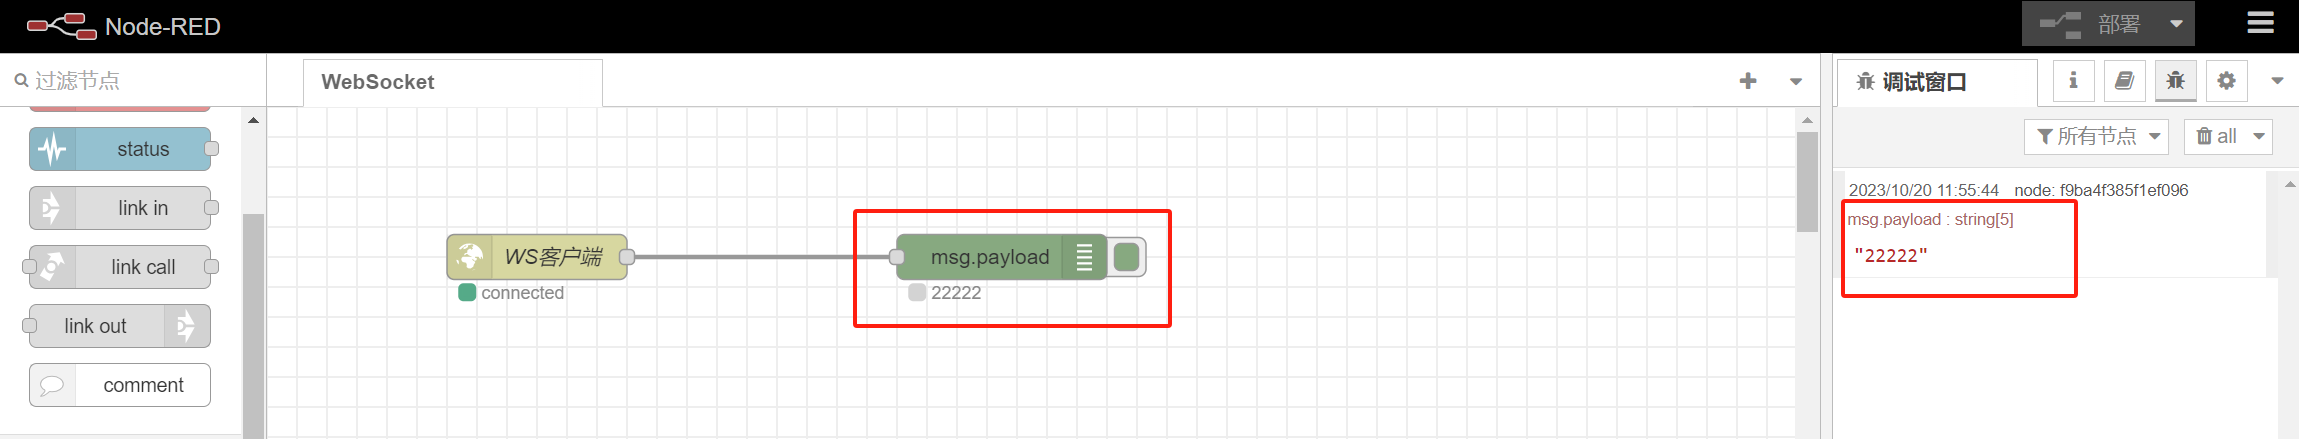 Node-RED
部署
过滤节点
WebSocket
调试窗口
status
link in
link call
link out
comment
WS客户端
connected
msg.payload
22222
所有节点
all
2023/10/20 11:55:44 node: f9ba4f385f1ef096
msg.payload : string[5]
"22222"